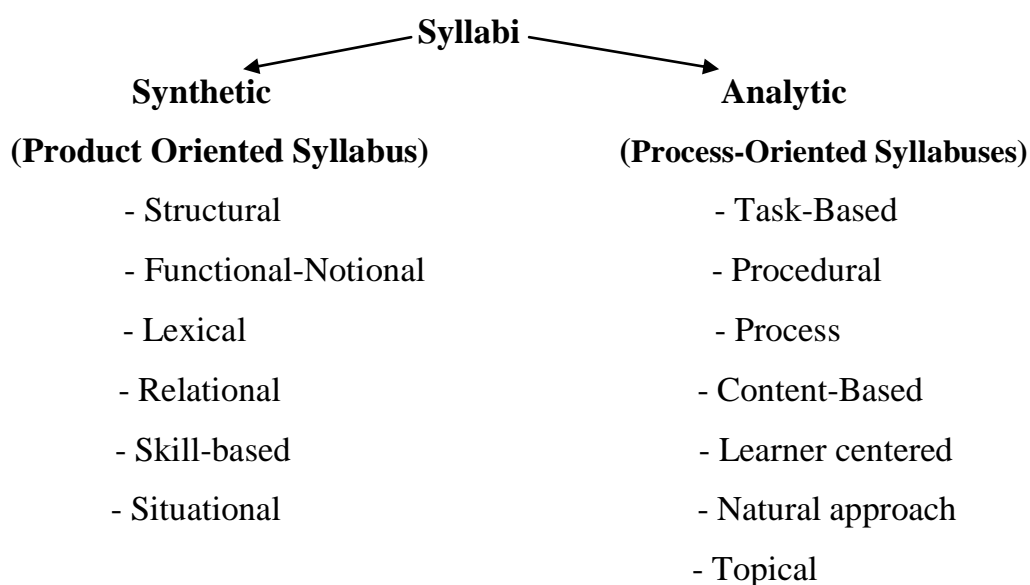 Syllabi
Synthetic
Analytic
(Product Oriented Syllabus)
(Process-Oriented Syllabuses)
- Structural
- Task-Based
- Functional-Notional
- Procedural
- Lexical
- Process
- Relational
- Content-Based
- Skill-based
- Learner centered
- Situational
- Natural approach
- Topical